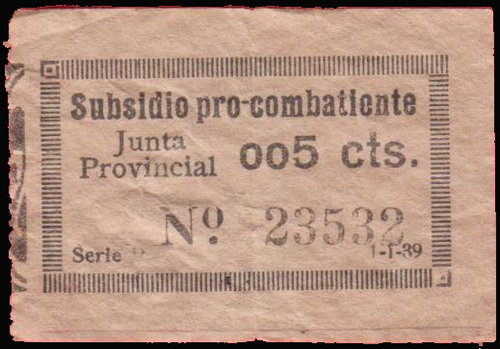 Subsidio pro-combatiente
Junta
Provincial
005 cts.
Nº 23532
Serie
1-1-39